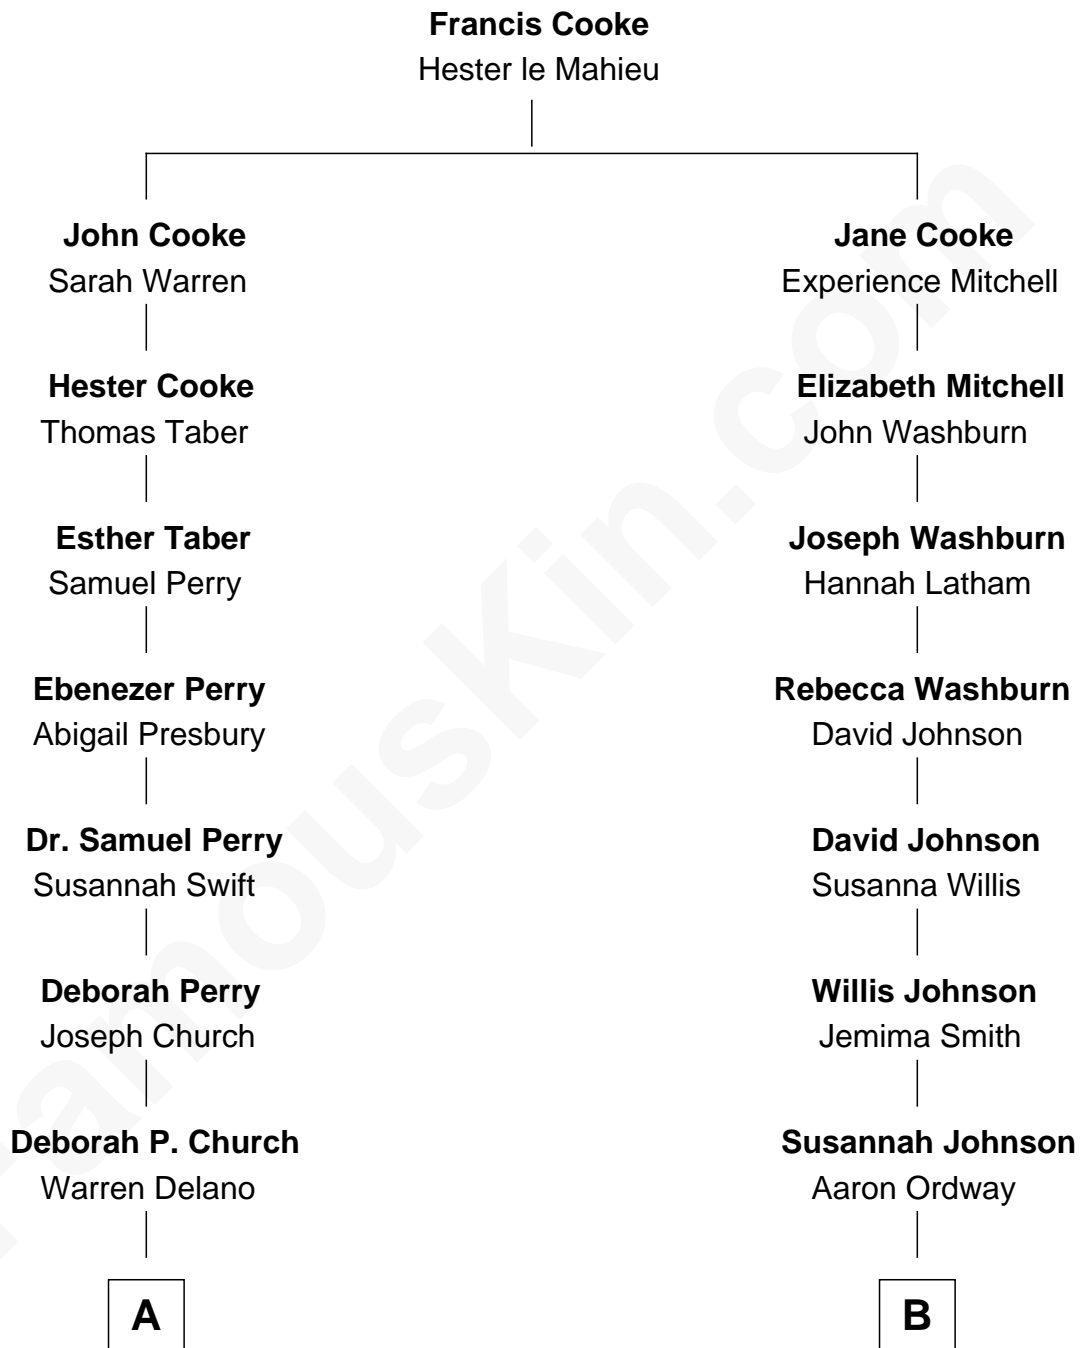 Francis Cooke
Hester le Mahieu
John Cooke
Sarah Warren
Jane Cooke
Experience Mitchell
Hester Cooke
Thomas Taber
Elizabeth Mitchell
John Washburn
Esther Taber
Samuel Perry
Joseph Washburn
Hannah Latham
Ebenezer Perry
Abigail Presbury
Rebecca Washburn
David Johnson
Dr. Samuel Perry
Susannah Swift
David Johnson
Susanna Willis
Deborah Perry
Joseph Church
Willis Johnson
Jemima Smith
Deborah P. Church
Warren Delano
Susannah Johnson
Aaron Ordway
A
B
FamousKin.com